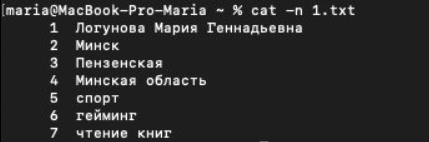 maria@MacBook-Pro-Maria ~ % cat -n 1.txt
1 Логунова Мария Геннадьевна
2 Минск
3 Пензенская
4 Минская область
5 спорт
6 гейминг
7 чтение книг